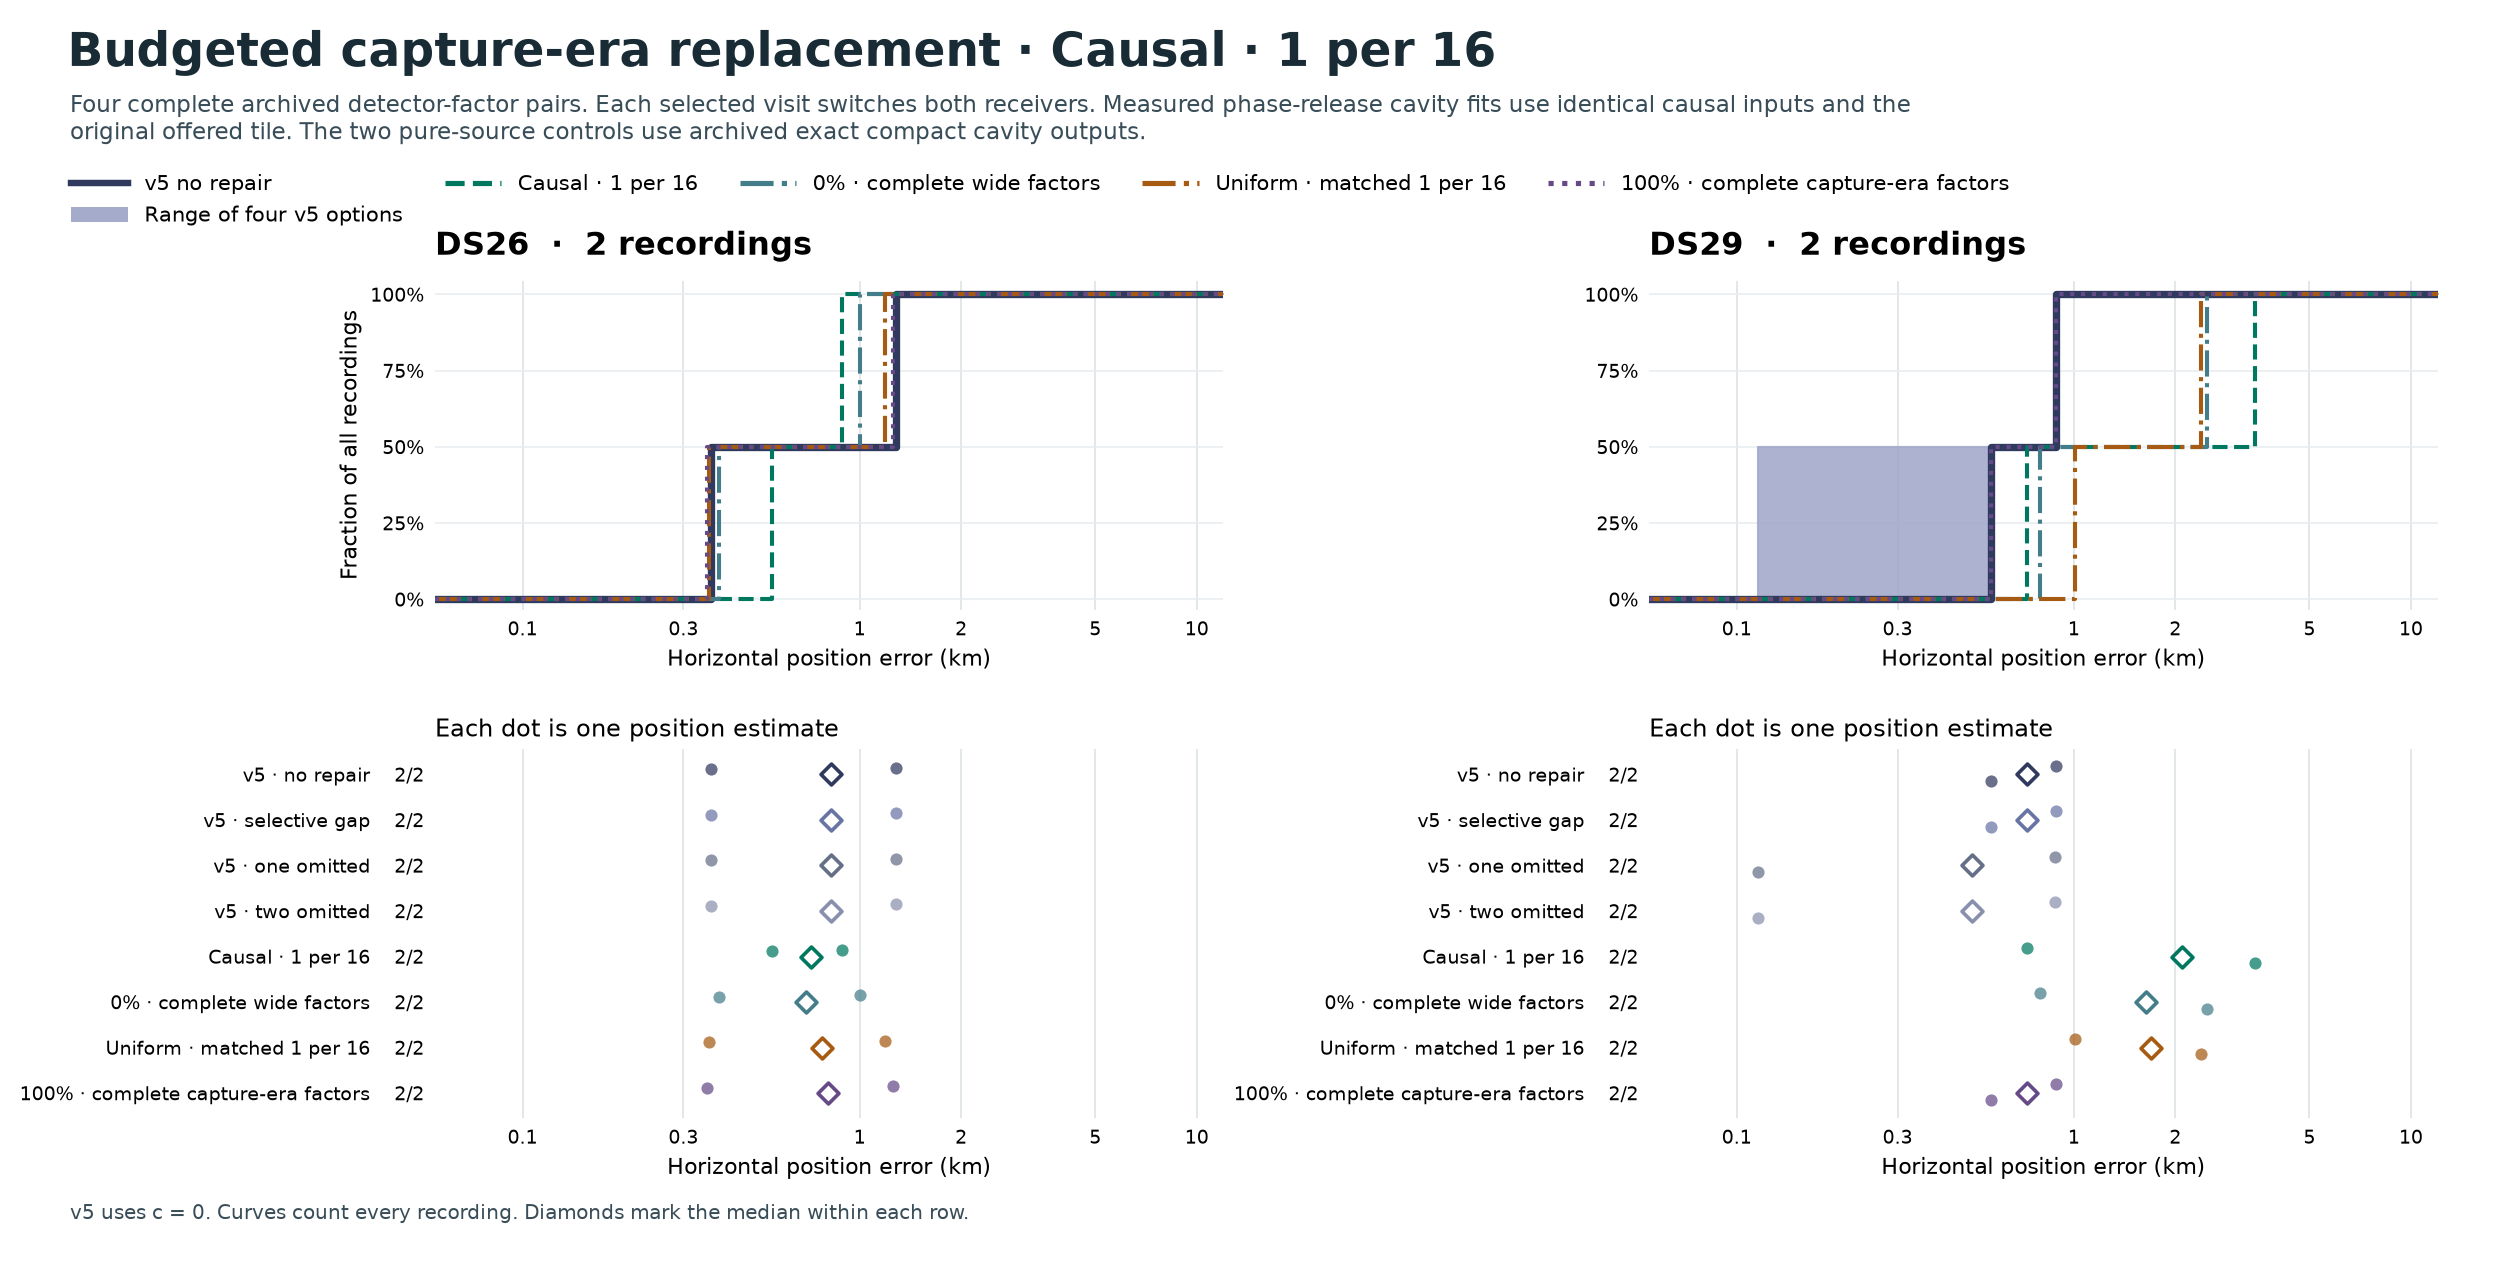 Budgeted capture-era replacement · Causal · 1 per 16
Four complete archived detector-factor pairs. Each selected visit switches both receivers. Measured phase-release cavity fits use identical causal inputs and the
original offered tile. The two pure-source controls use archived exact compact cavity outputs.
v5 no repair
Causal · 1 per 16
0% · complete wide factors
Uniform · matched 1 per 16
100% · complete capture-era factors
Range of four v5 options
DS26 · 2 recordings
Fraction of all recordings
100%
75%
50%
25%
0%
0.1 0.3 1 2 5 10
Horizontal position error (km)
DS29 · 2 recordings
100%
75%
50%
25%
0%
0.1 0.3 1 2 5 10
Horizontal position error (km)
Each dot is one position estimate
v5 · no repair 2/2
v5 · selective gap 2/2
v5 · one omitted 2/2
v5 · two omitted 2/2
Causal · 1 per 16 2/2
0% · complete wide factors 2/2
Uniform · matched 1 per 16 2/2
100% · complete capture-era factors 2/2
0.1 0.3 1 2 5 10
Horizontal position error (km)
Each dot is one position estimate
v5 · no repair 2/2
v5 · selective gap 2/2
v5 · one omitted 2/2
v5 · two omitted 2/2
Causal · 1 per 16 2/2
0% · complete wide factors 2/2
Uniform · matched 1 per 16 2/2
100% · complete capture-era factors 2/2
0.1 0.3 1 2 5 10
Horizontal position error (km)
v5 uses c = 0. Curves count every recording. Diamonds mark the median within each row.